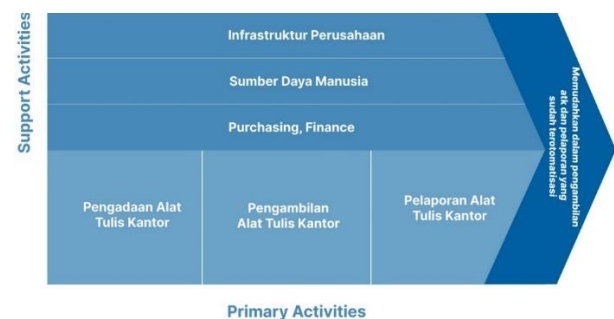 Support Activities
Infrastruktur Perusahaan
Sumber Daya Manusia
Purchasing, Finance
Pengadaan Alat
Tulis Kantor
Pengambilan
Alat Tulis Kantor
Pelaporan Alat
Tulis Kantor
Memudahkan dalam pengambilan
atk dan pelaporan yang
sudah terotomatisasi
Primary Activities